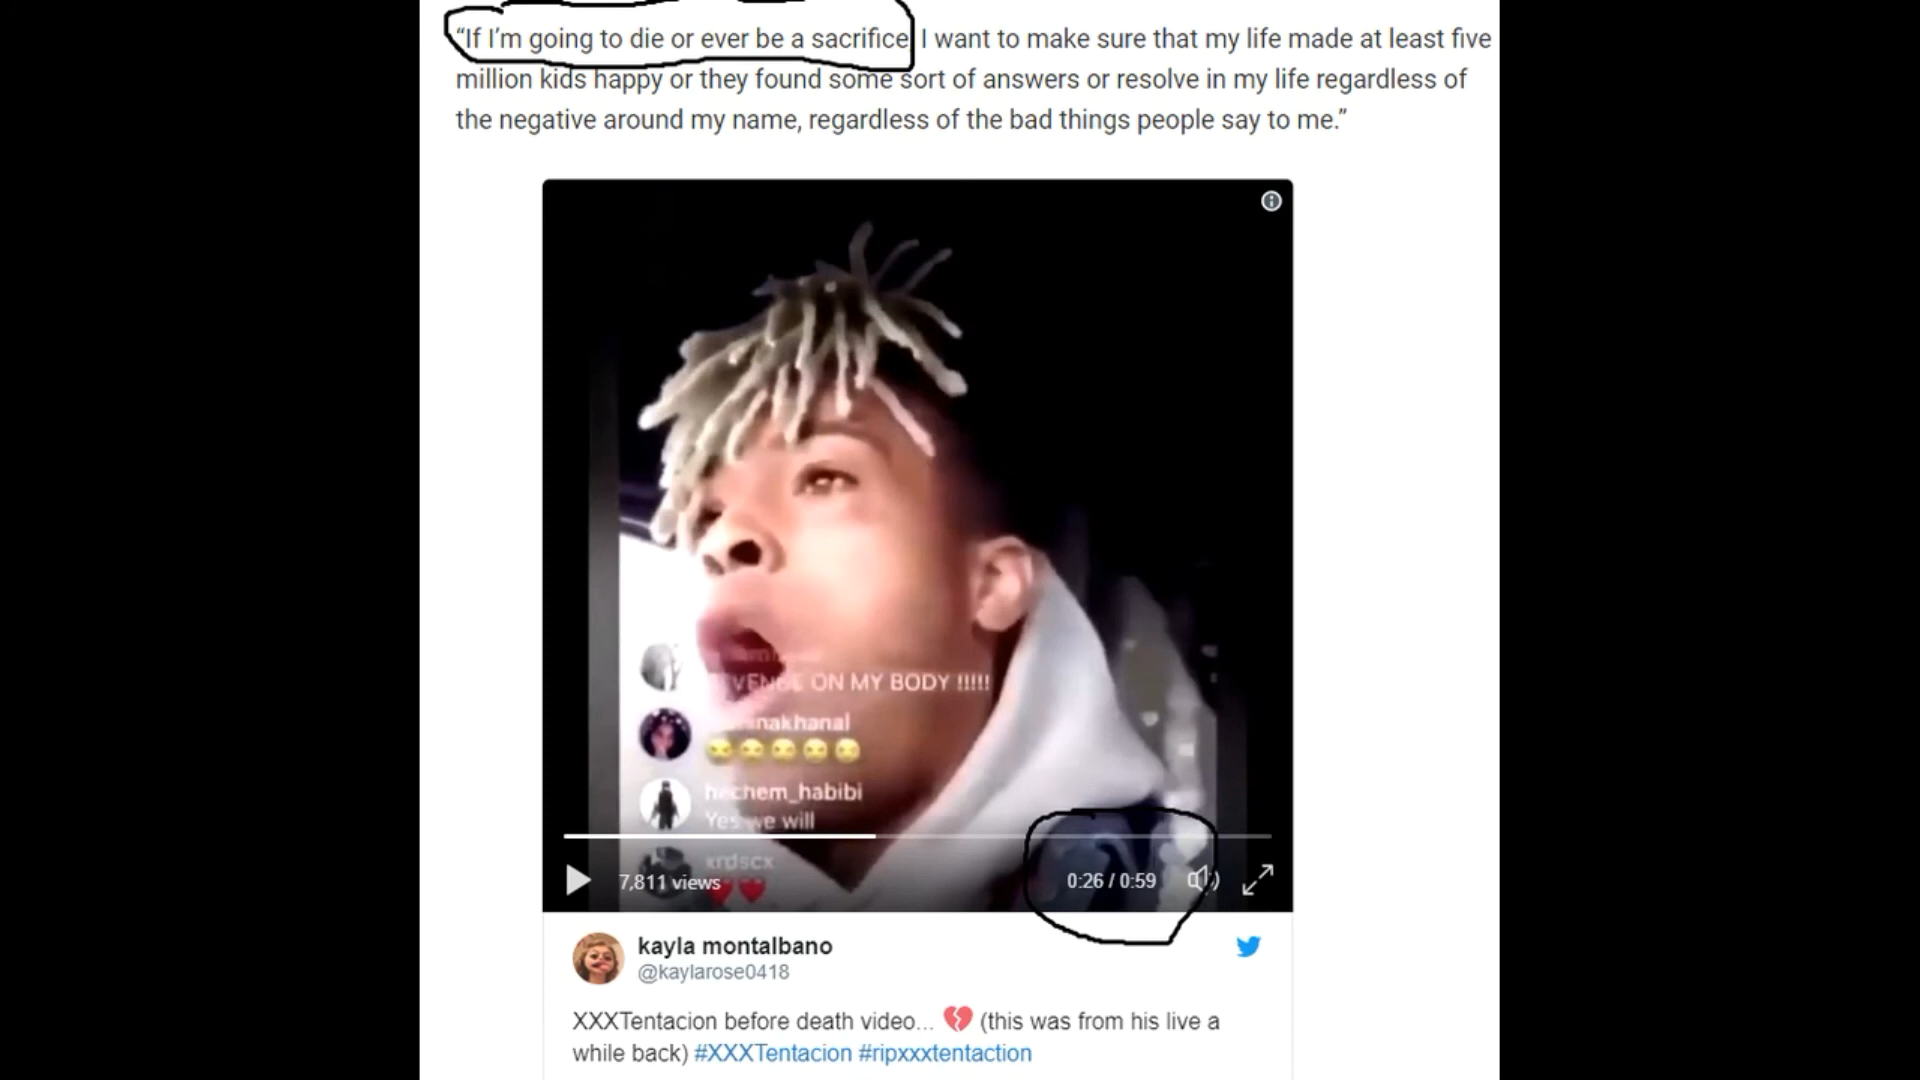 “If I’m going to die or ever be a sacrifice, I want to make sure that my life made at least five
million kids happy or they found some sort of answers or resolve in my life regardless of
the negative around my name, regardless of the bad things people say to me.”
ON MY BODY !!!!!
hechem_habibi
Yes we will
xrdscx
7,811 views
0:26 / 0:59
kayla montalbano
@kaylarose0418
XXXTentacion before death video... 💔 (this was from his live a
while back) #XXXTentacion #ripxxxtentaction